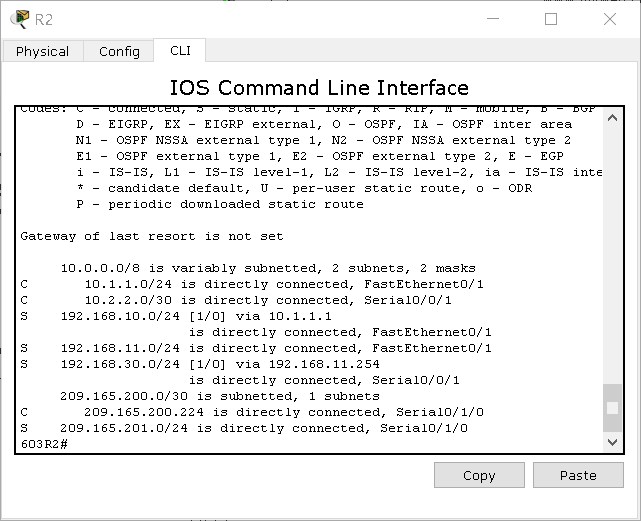 R2
Physical Config CLI
IOS Command Line Interface
Codes: C - connected, S - static, I - IGRP, R - RIP, M - mobile, B - BGP
D - EIGRP, EX - EIGRP external, O - OSPF, IA - OSPF inter area
N1 - OSPF NSSA external type 1, N2 - OSPF NSSA external type 2
E1 - OSPF external type 1, E2 - OSPF external type 2, E - EGP
i - IS-IS, L1 - IS-IS level-1, L2 - IS-IS level-2, ia - IS-IS inte
* - candidate default, U - per-user static route, o - ODR
P - periodic downloaded static route
Gateway of last resort is not set
10.0.0.0/8 is variably subnetted, 2 subnets, 2 masks
C 10.1.1.0/24 is directly connected, FastEthernet0/1
C 10.2.2.0/30 is directly connected, Serial0/0/1
S 192.168.10.0/24 [1/0] via 10.1.1.1
is directly connected, FastEthernet0/1
S 192.168.11.0/24 is directly connected, FastEthernet0/1
S 192.168.30.0/24 [1/0] via 192.168.11.254
is directly connected, Serial0/0/1
209.165.200.0/30 is subnetted, 1 subnets
C 209.165.200.224 is directly connected, Serial0/1/0
S 209.165.201.0/24 is directly connected, Serial0/1/0
603R2#
Copy Paste